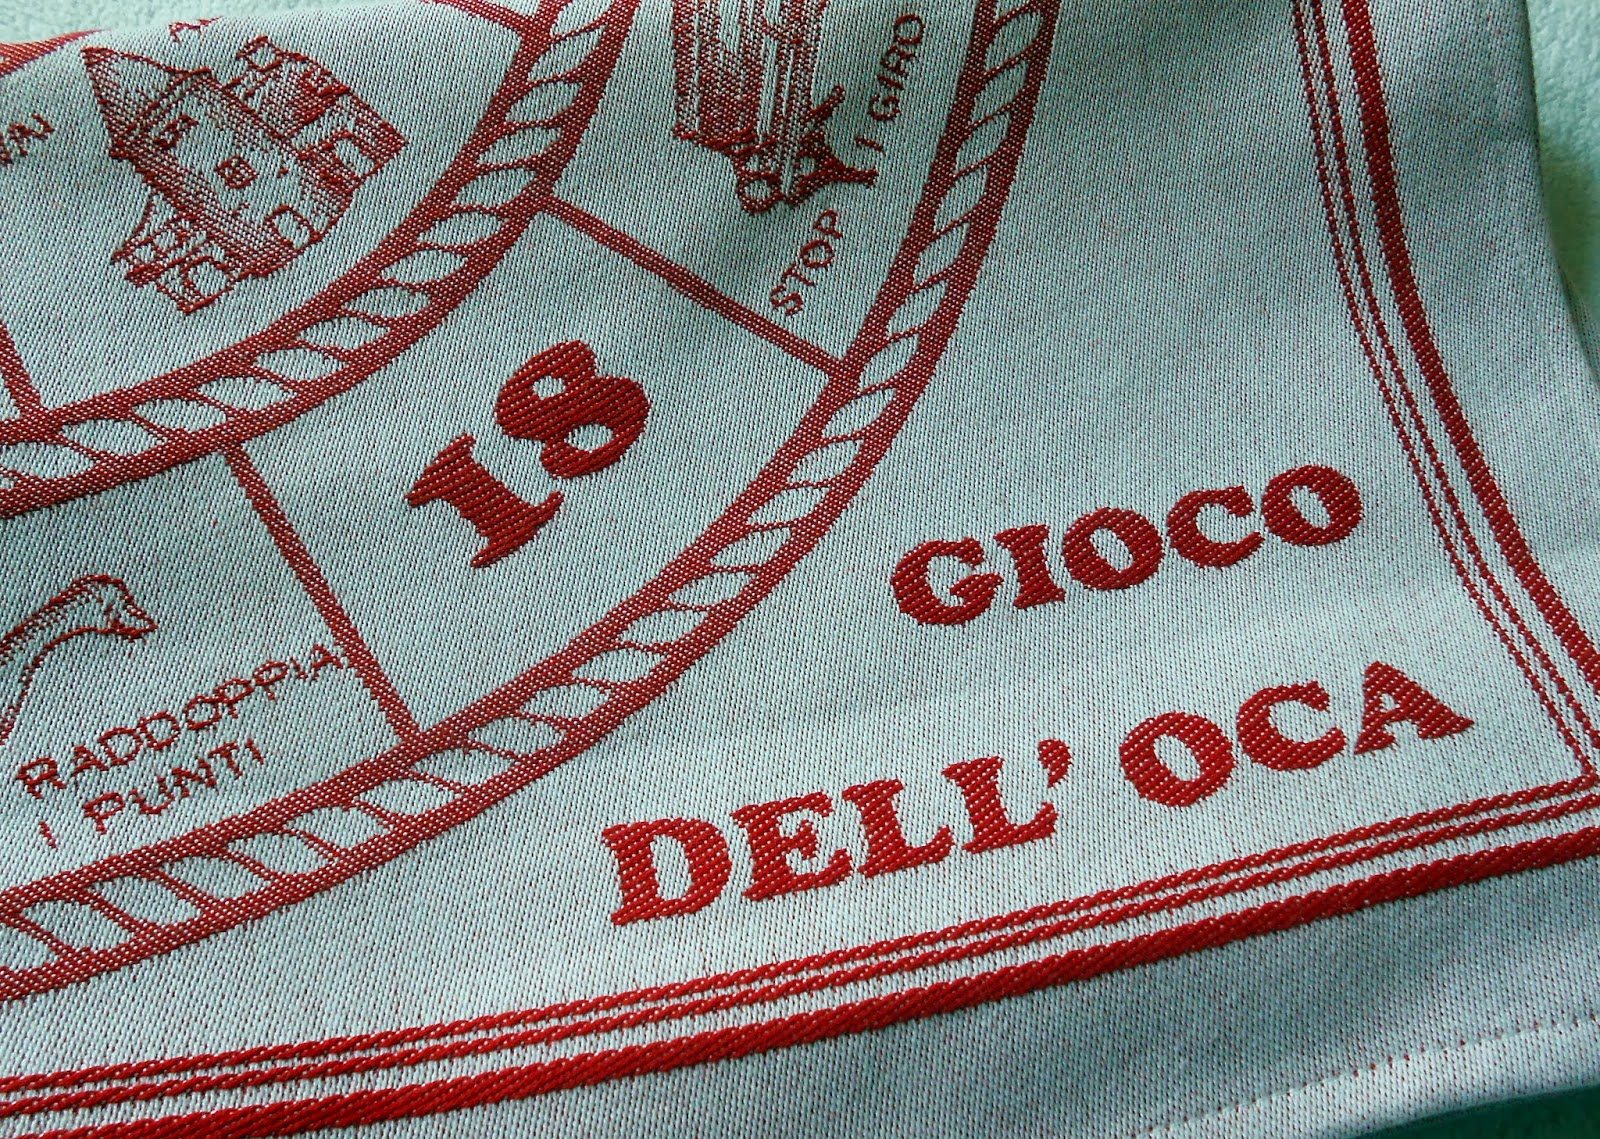 STOP 1 GIRO
18
RADDOPPIA
I PUNTI
GIOCO
DELL' OCA